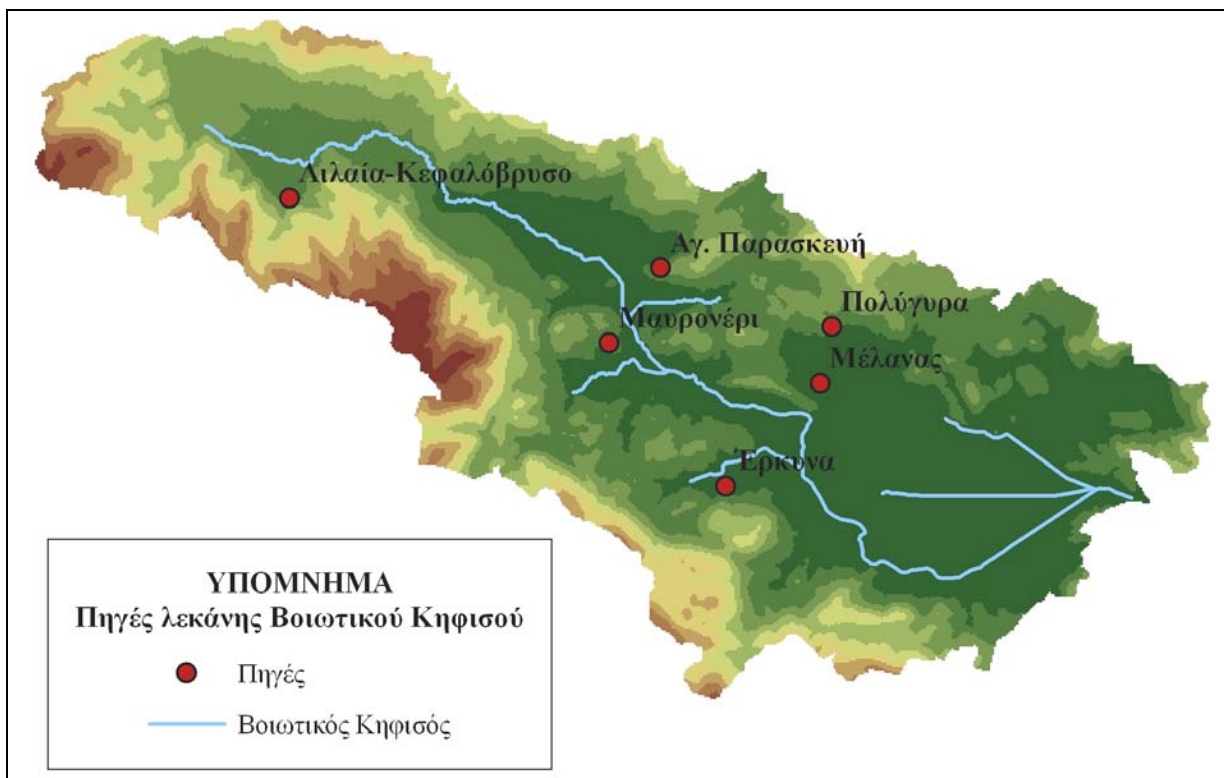 Λιλαία-Κεφαλόβρυσο
Αγ. Παρασκευή
Πολύγυρα
Μαυρονέρι
Μέλανας
Έρκυνα
ΥΠΟΜΝΗΜΑ
Πηγές λεκάνης Βοιωτικού Κηφισού
Πηγές
Βοιωτικός Κηφισός